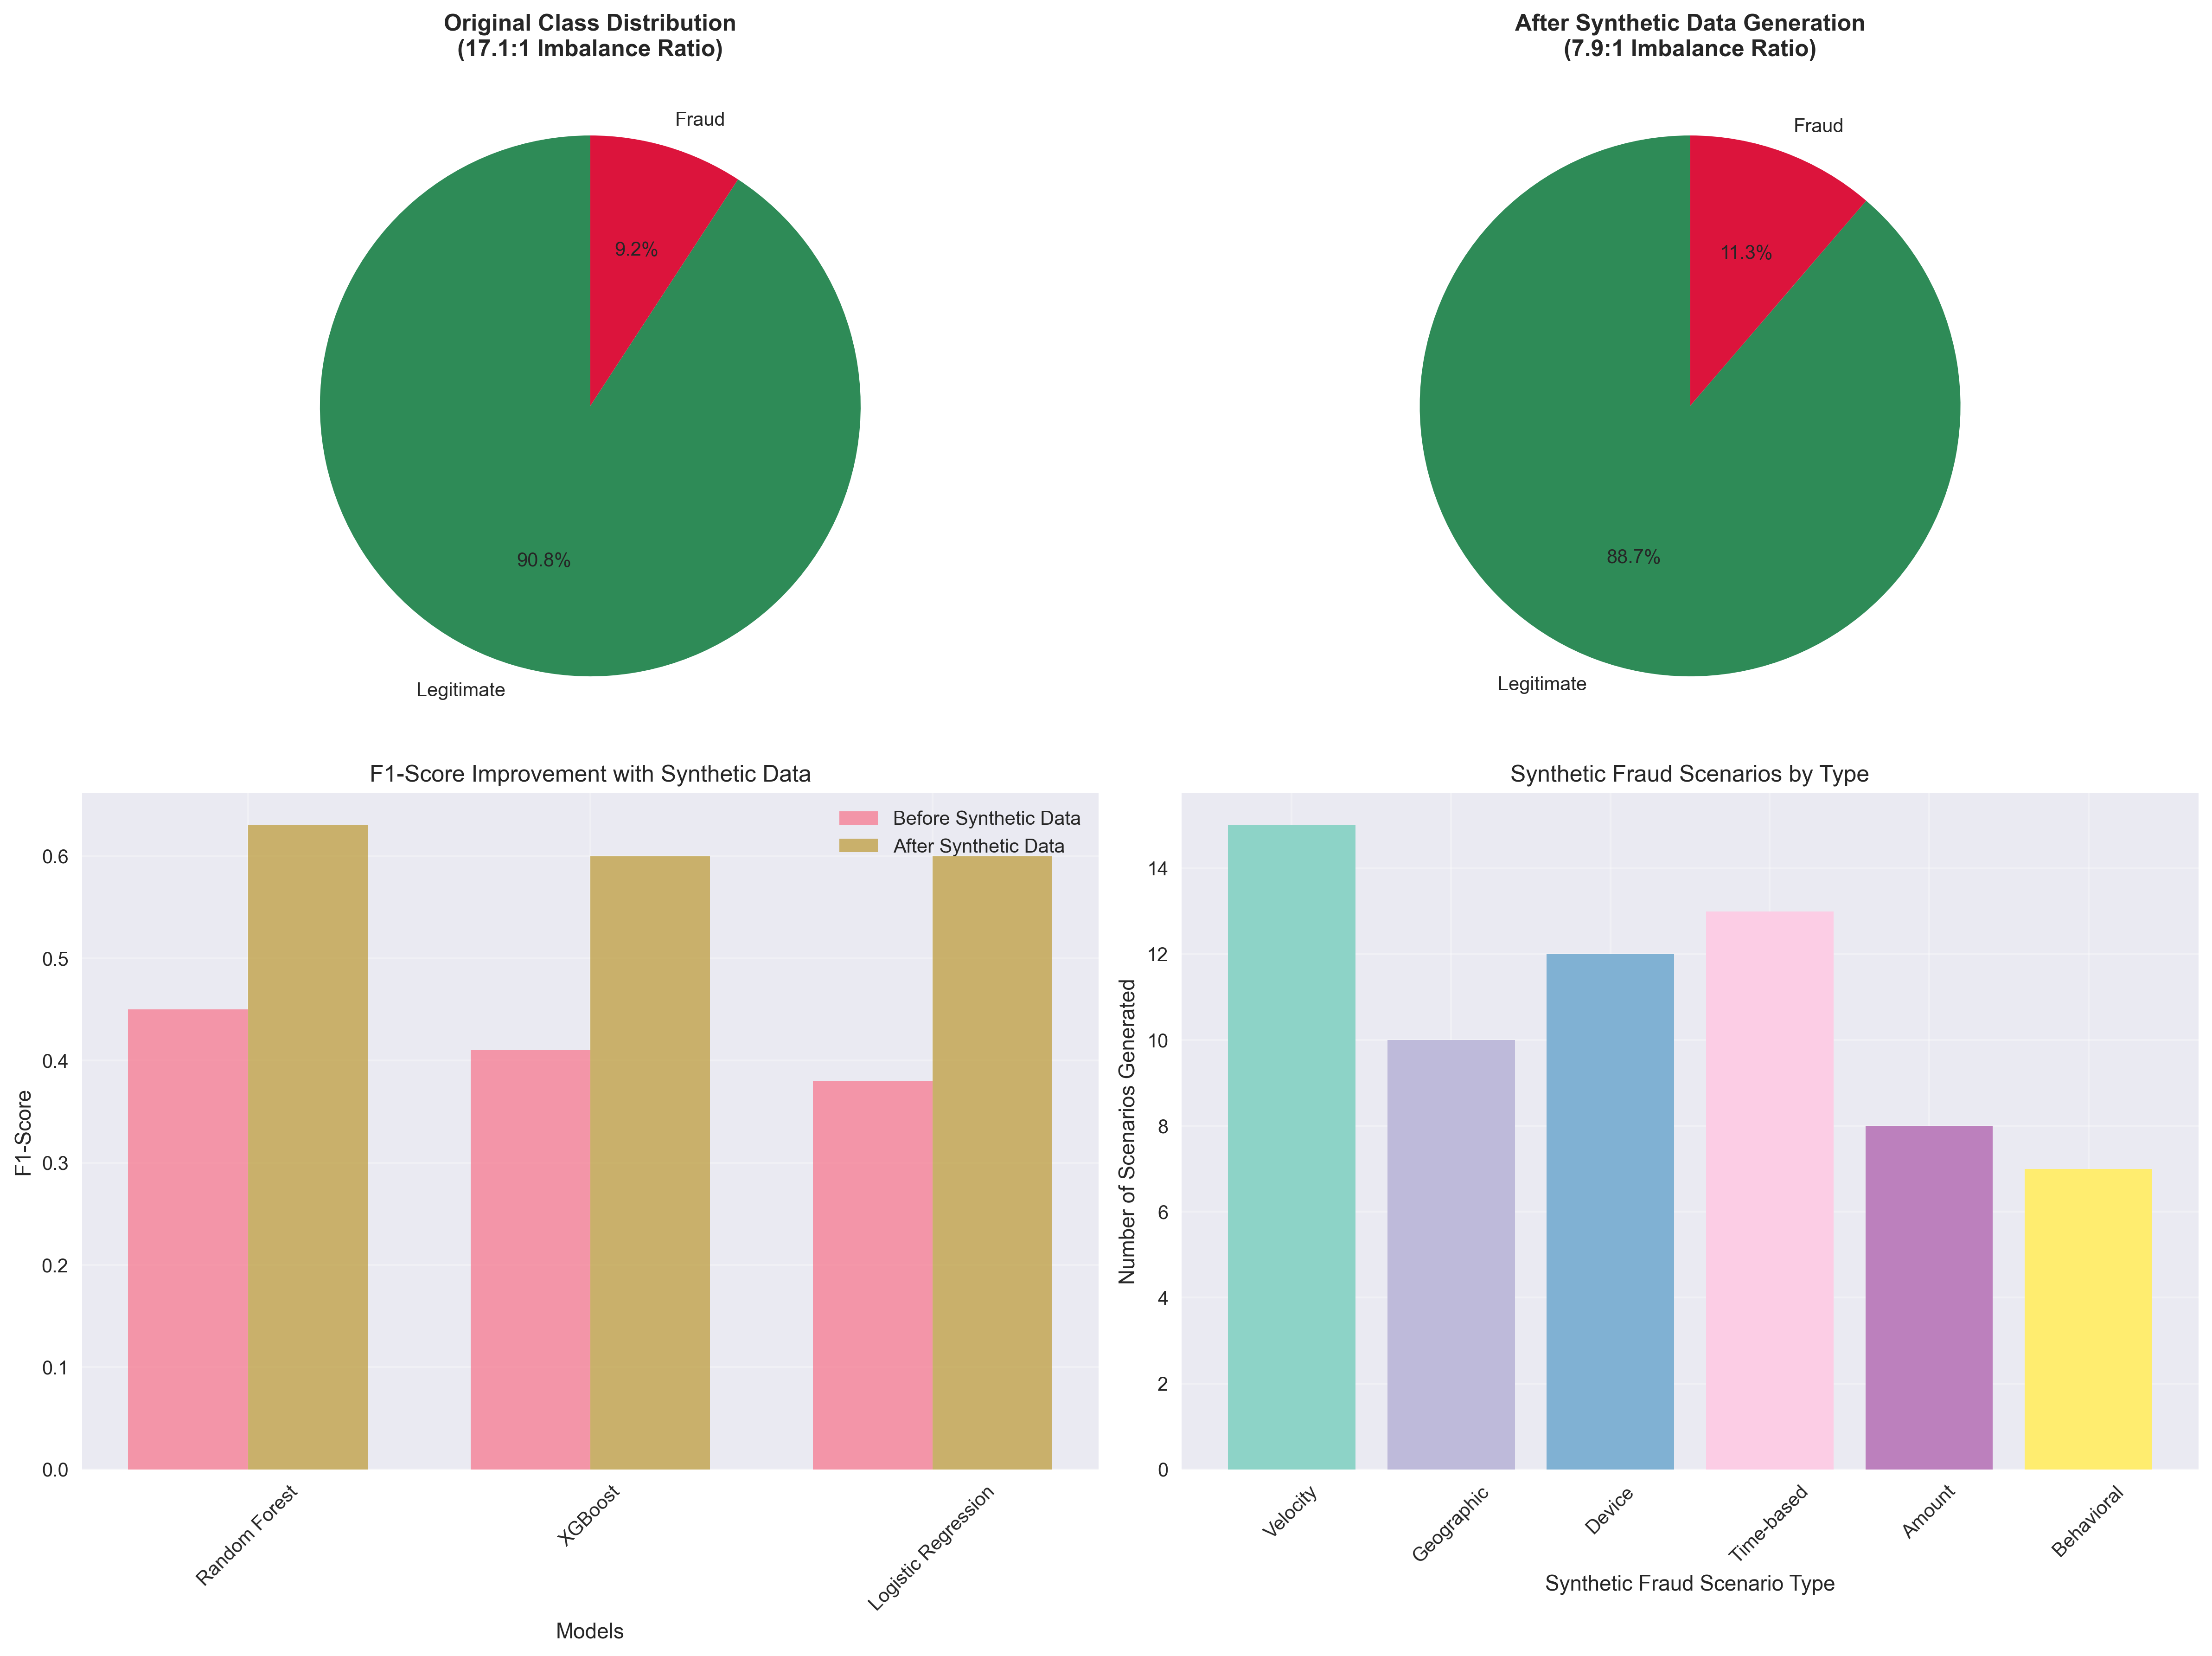 Original Class Distribution
(17.1:1 Imbalance Ratio)
Fraud
9.2%
90.8%
Legitimate
After Synthetic Data Generation
(7.9:1 Imbalance Ratio)
Fraud
11.3%
88.7%
Legitimate
F1-Score Improvement with Synthetic Data
Before Synthetic Data
After Synthetic Data
F1-Score
0.6
0.5
0.4
0.3
0.2
0.1
0.0
Random Forest
XGBoost
Logistic Regression
Models
Synthetic Fraud Scenarios by Type
Number of Scenarios Generated
14
12
10
8
6
4
2
0
Velocity
Geographic
Device
Time-based
Amount
Behavioral
Synthetic Fraud Scenario Type